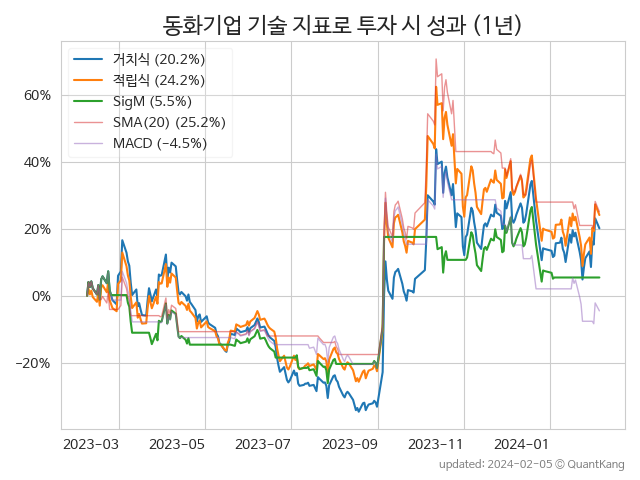 동화기업 기술 지표로 투자 시 성과 (1년)
거치식 (20.2%)
적립식 (24.2%)
SigM (5.5%)
SMA(20) (25.2%)
MACD (−4.5%)
60%
40%
20%
0%
−20%
2023-03
2023-05
2023-07
2023-09
2023-11
2024-01
updated: 2024-02-05 © QuantKang